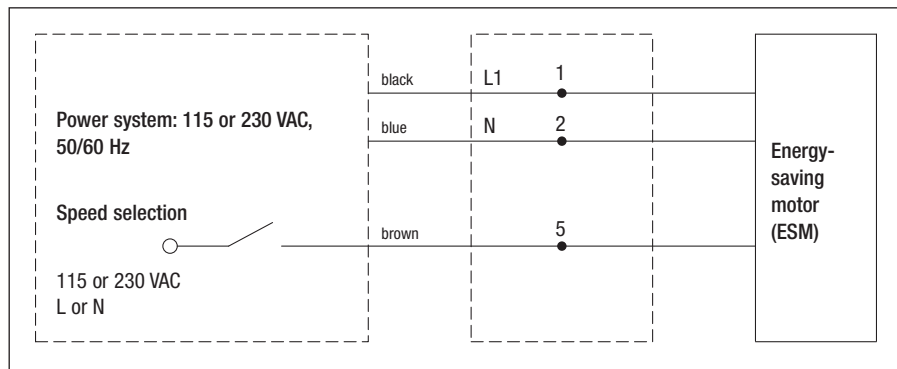 black
L1
1
Power system: 115 or 230 VAC,
50/60 Hz
blue
N
2
Energy-
saving
motor
(ESM)
Speed selection
brown
5
115 or 230 VAC
L or N